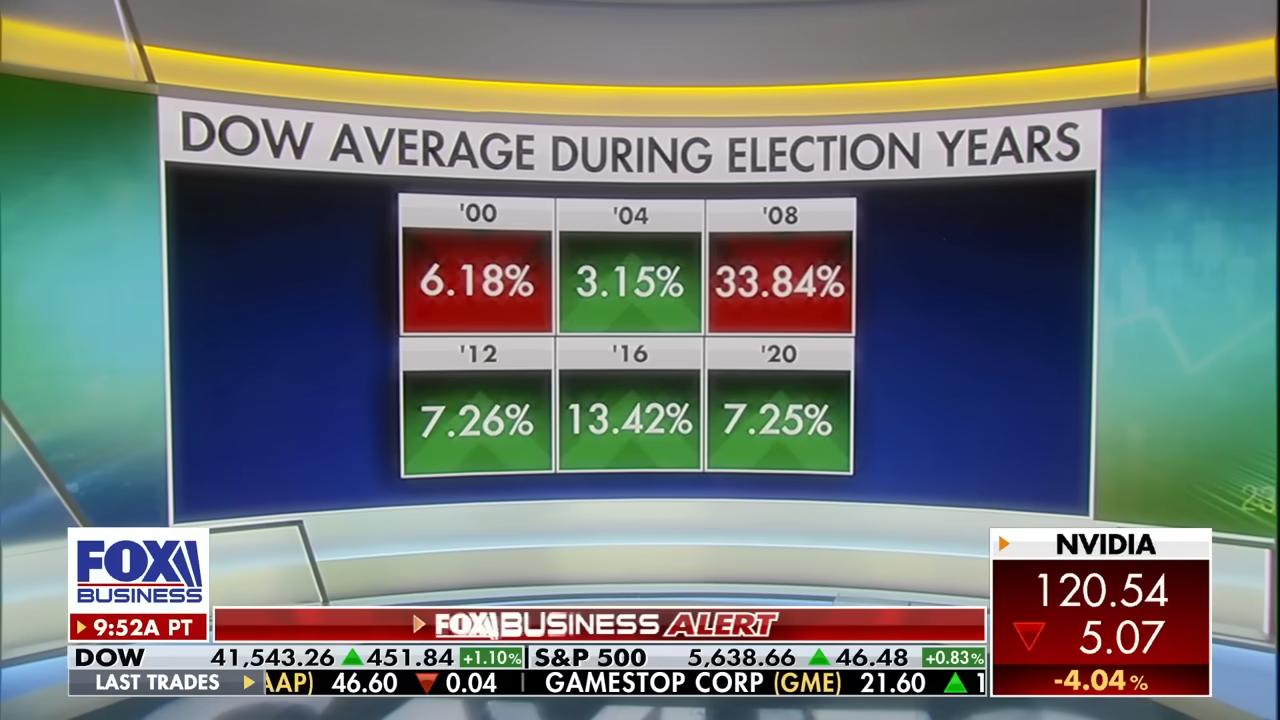 DOW AVERAGE DURING ELECTION YEARS
'00 '04 '08
6.18% 3.15% 33.84%
'12 '16 '20
7.26% 13.42% 7.25%
FOX
BUSINESS
9:52A PT
FOX BUSINESS ALERT
NVIDIA
120.54
5.07
-4.04%
DOW 41,543.26 451.84 +1.10% S&P 500 5,638.66 46.48 +0.83%
LAST TRADES AAP) 46.60 0.04 GAMESTOP CORP (GME) 21.60 1